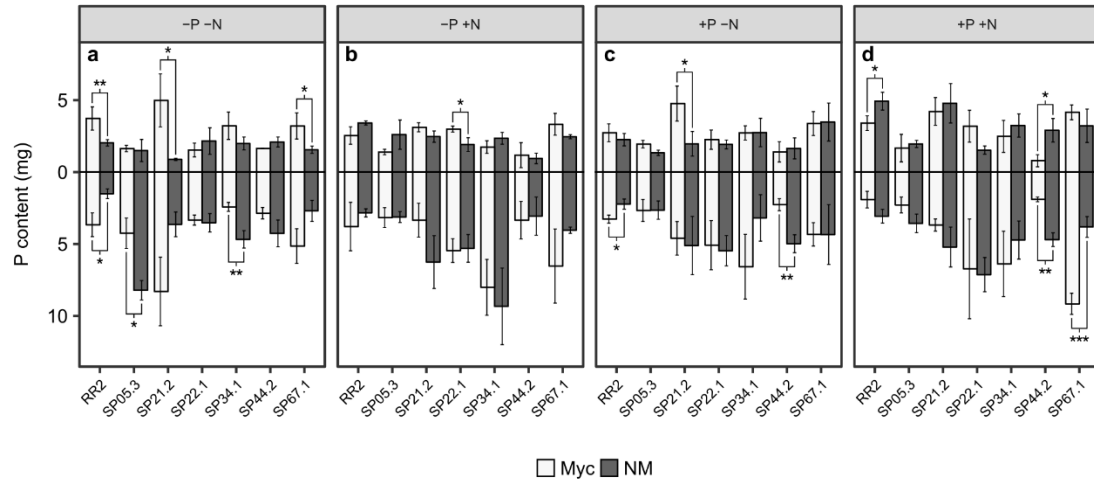 −P −N
−P +N
+P −N
+P +N
a
b
c
d
** * * * * * * *
* * ** * ** ** ***
P content (mg)
5
0
5
10
RR2 SP05.3 SP21.2 SP22.1 SP34.1 SP44.2 SP67.1
RR2 SP05.3 SP21.2 SP22.1 SP34.1 SP44.2 SP67.1
RR2 SP05.3 SP21.2 SP22.1 SP34.1 SP44.2 SP67.1
RR2 SP05.3 SP21.2 SP22.1 SP34.1 SP44.2 SP67.1
Myc NM